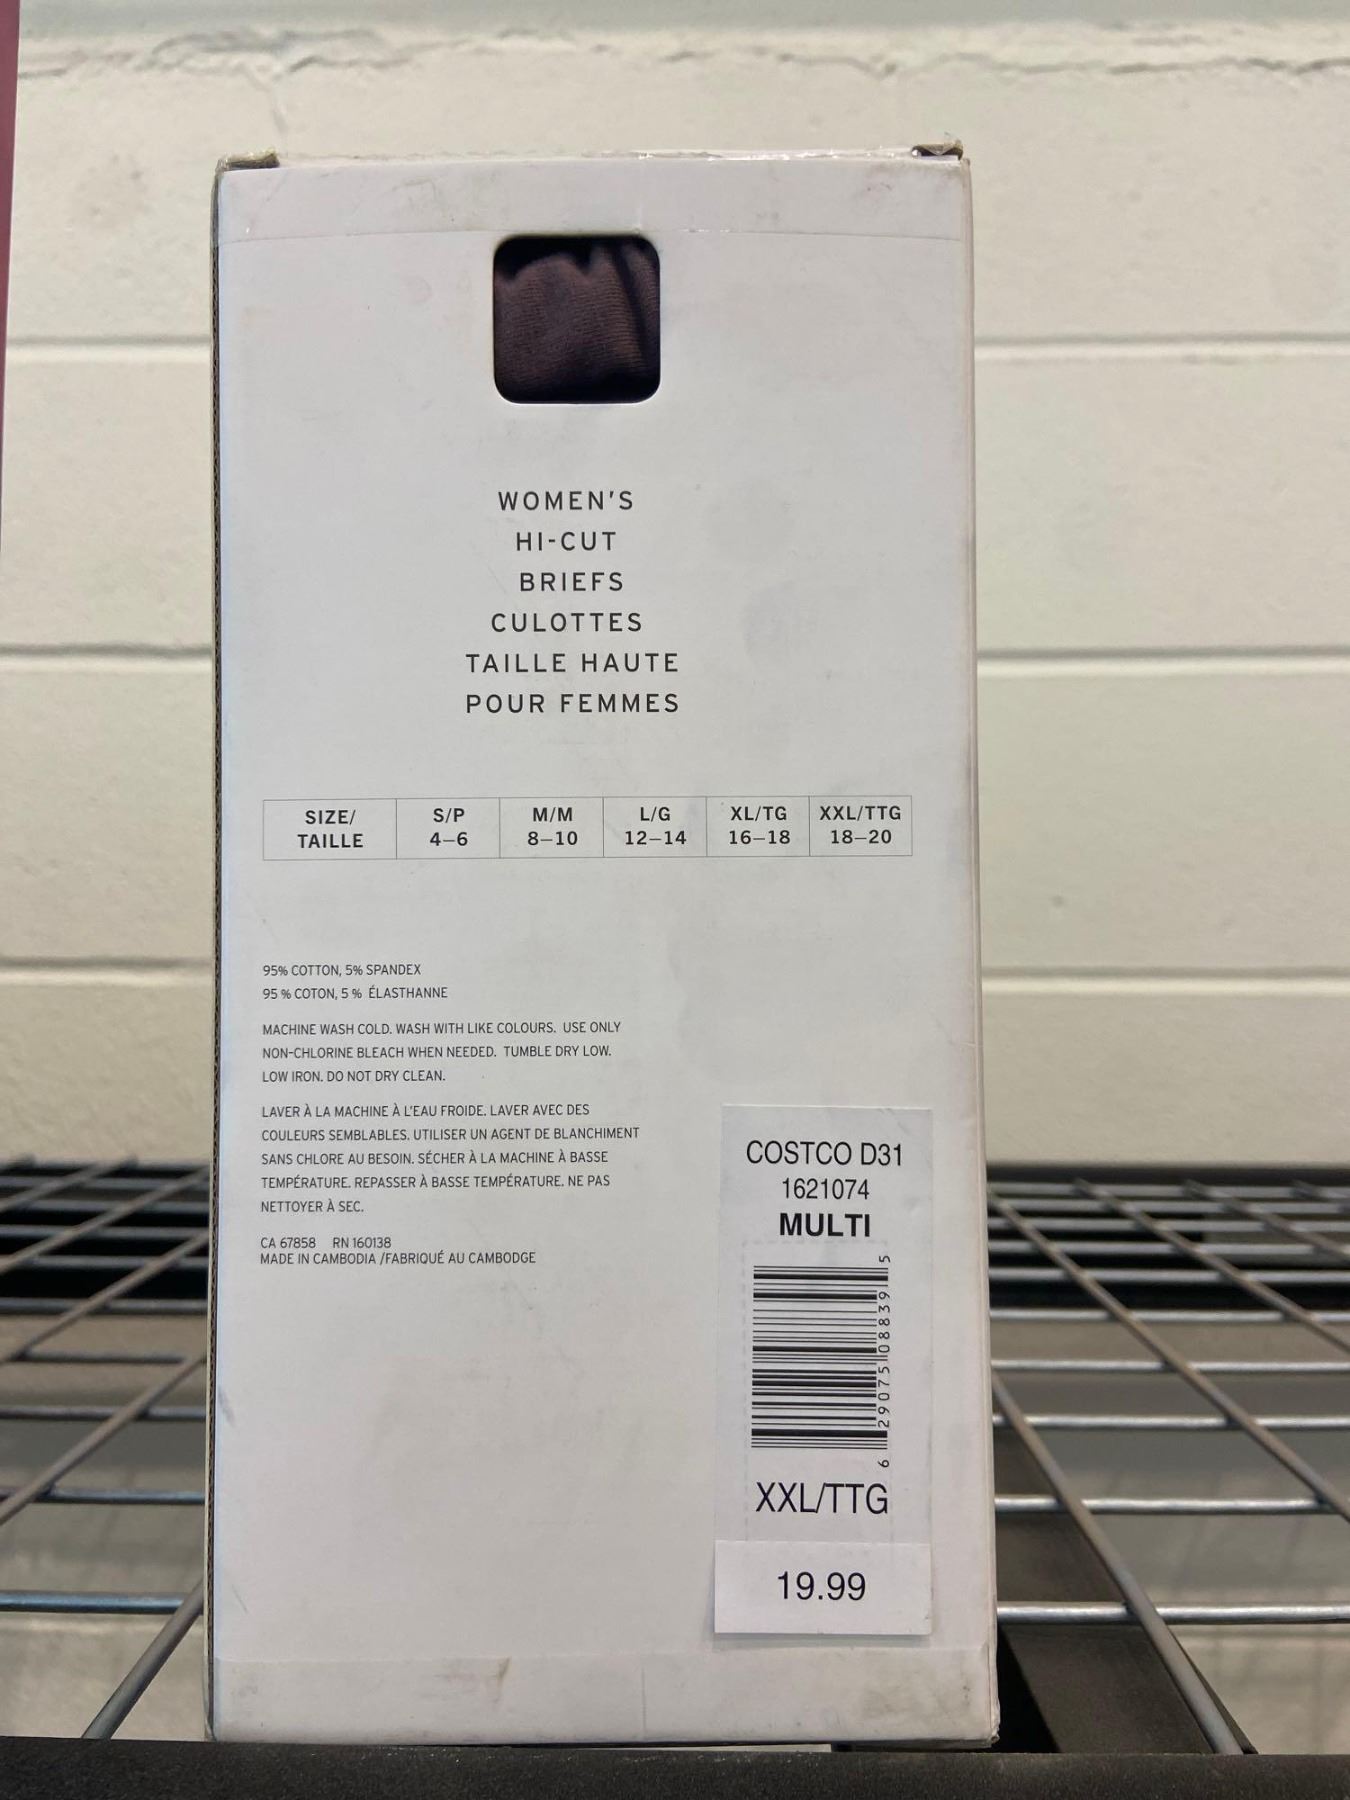 WOMEN'S
HI-CUT
BRIEFS
CULOTTES
TAILLE HAUTE
POUR FEMMES
SIZE/ S/P M/M L/G XL/TG XXL/TTG
TAILLE 4–6 8–10 12–14 16–18 18–20
95% COTTON, 5% SPANDEX
95 % COTON, 5 % ÉLASTHANNE
MACHINE WASH COLD. WASH WITH LIKE COLOURS. USE ONLY
NON-CHLORINE BLEACH WHEN NEEDED. TUMBLE DRY LOW.
LOW IRON. DO NOT DRY CLEAN.
LAVER À LA MACHINE À L'EAU FROIDE. LAVER AVEC DES
COULEURS SEMBLABLES. UTILISER UN AGENT DE BLANCHIMENT
SANS CHLORE AU BESOIN. SÉCHER À LA MACHINE À BASSE
TEMPÉRATURE. REPASSER À BASSE TEMPÉRATURE. NE PAS
NETTOYER À SEC.
CA 67858 RN 160138
MADE IN CAMBODIA /FABRIQUÉ AU CAMBODGE
COSTCO D31
1621074
MULTI
6 29075 08839 5
XXL/TTG
19.99